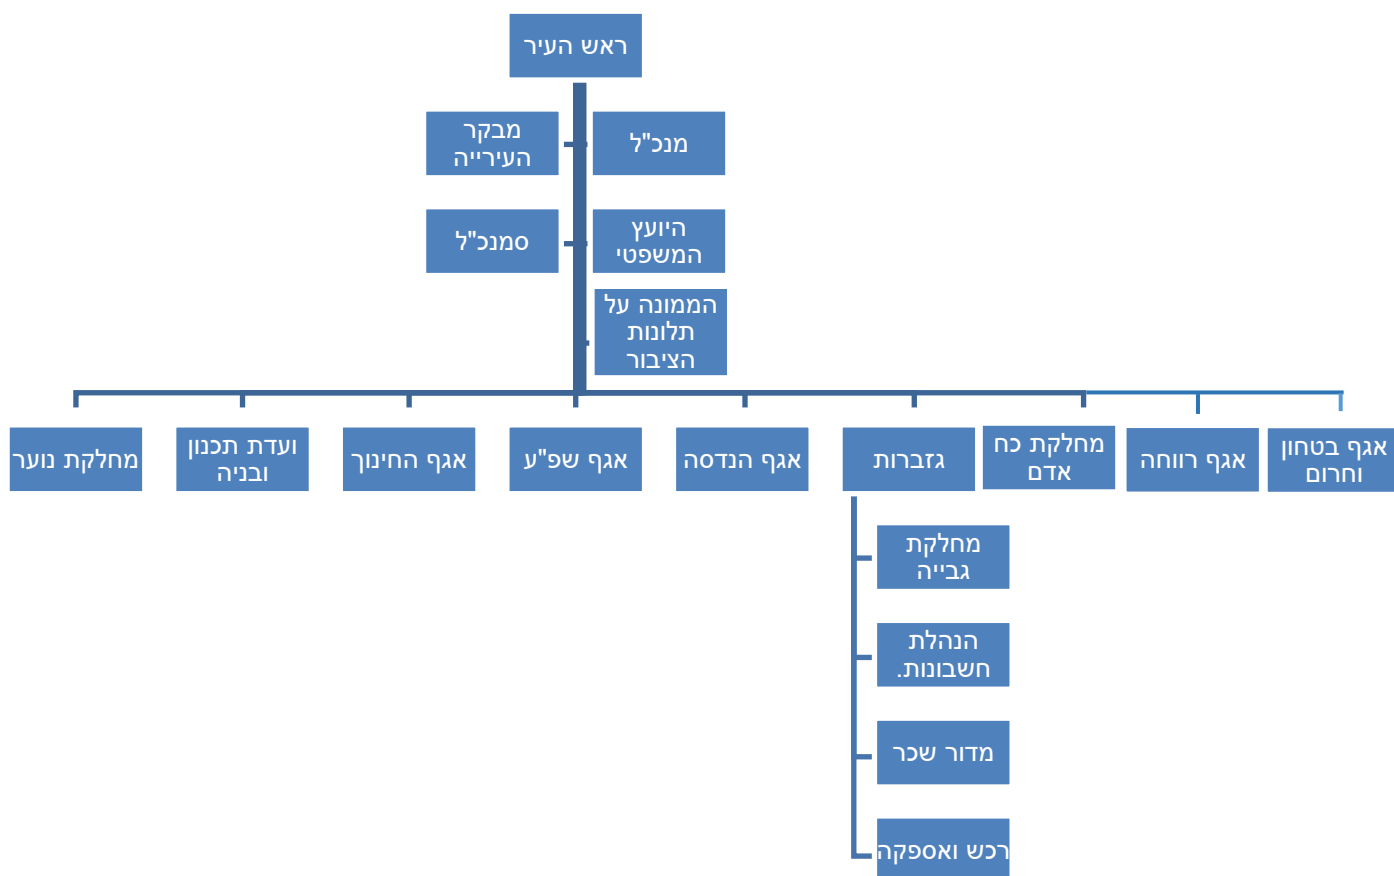 ראש העיר
מנכ"ל
מבקר
העירייה
היועץ
המשפטי
סמנכ"ל
הממונה על
תלונות
הציבור
אגף בטחון
וחרום
אגף רווחה
מחלקת כח
אדם
גזברות
אגף הנדסה
אגף שפ"ע
אגף החינוך
ועדת תכנון
ובניה
מחלקת נוער
מחלקת
גבייה
הנהלת
חשבונות.
מדור שכר
רכש ואספקה